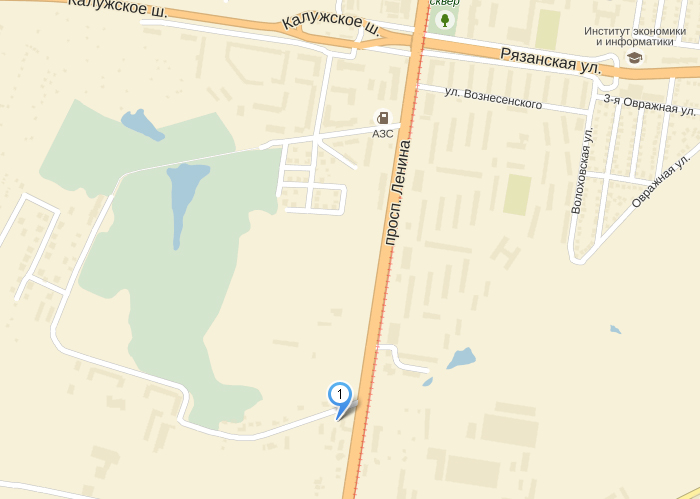 сквер
Калужское ш.
Калужское ш.
Институт экономики
и информатики
Рязанская ул.
ул. Вознесенского
3-я Овражная ул.
АЗС
просп. Ленина
Волоховская ул.
Овражная ул.
1